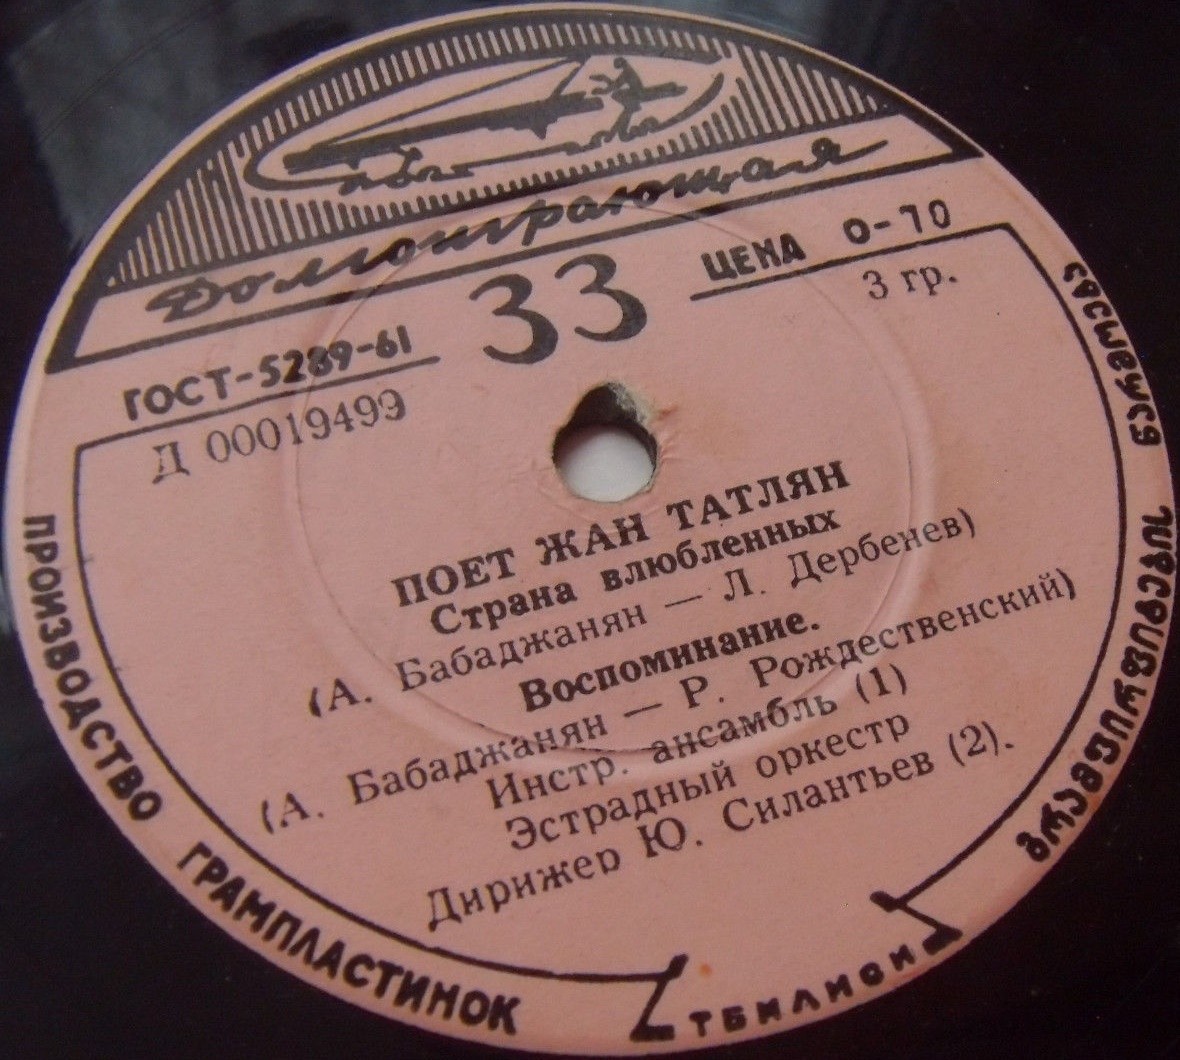 Долгоиграющая
33
ГОСТ-5289-61
ЦЕНА 0-70
3 гр.
Д 00019499
ПОЕТ ЖАН ТАТЛЯН
Страна влюбленных
(А. Бабаджанян — Л. Дербенев)
Воспоминание.
(А. Бабаджанян — Р. Рождественский)
Инстр. ансамбль (1)
Эстрадный оркестр
Дирижер Ю. Силантьев (2).
ПРОИЗВОДСТВО ГРАМПЛАСТИНОК
ТБИЛИСИ
გრამფირფიტების